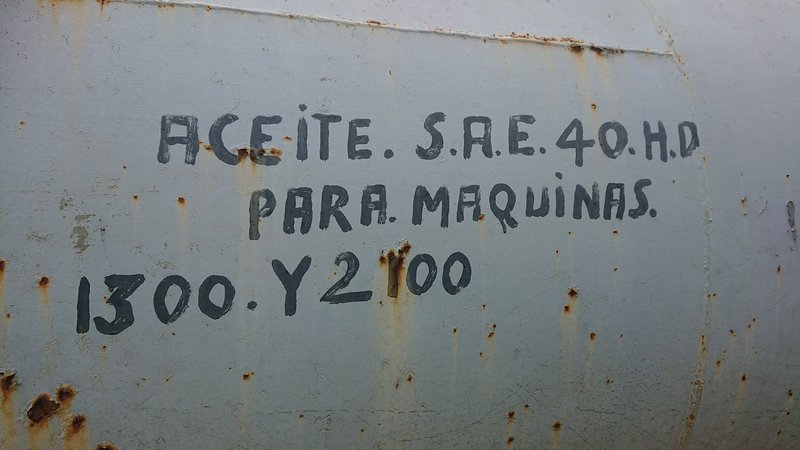 ACEiTE. S.A.E. 40.H.D
PARA. MAQUiNAS.
1300. Y 2100